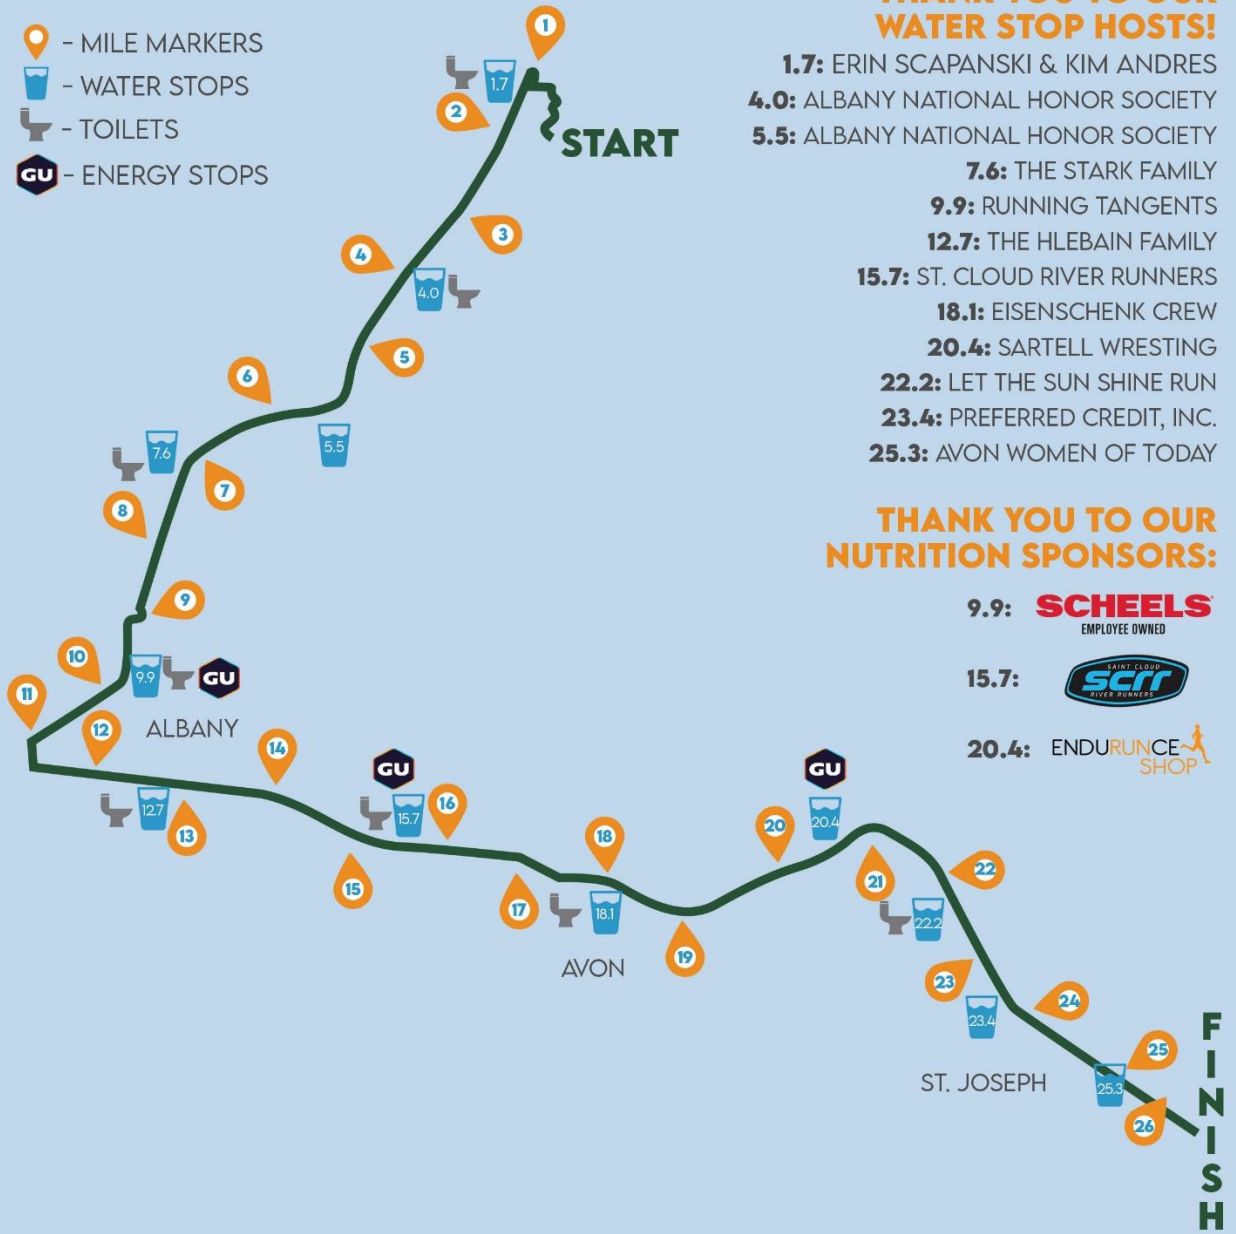 - MILE MARKERS
- WATER STOPS
- TOILETS
GU - ENERGY STOPS
THANK YOU TO OUR
WATER STOP HOSTS!
1.7: ERIN SCAPANSKI & KIM ANDRES
4.0: ALBANY NATIONAL HONOR SOCIETY
5.5: ALBANY NATIONAL HONOR SOCIETY
7.6: THE STARK FAMILY
9.9: RUNNING TANGENTS
12.7: THE HLEBAIN FAMILY
15.7: ST. CLOUD RIVER RUNNERS
18.1: EISENSCHENK CREW
20.4: SARTELL WRESTING
22.2: LET THE SUN SHINE RUN
23.4: PREFERRED CREDIT, INC.
25.3: AVON WOMEN OF TODAY
THANK YOU TO OUR
NUTRITION SPONSORS:
9.9: SCHEELS
EMPLOYEE OWNED
15.7: SAINT CLOUD
scrr
RIVER RUNNERS
20.4: ENDURUNCE
SHOP
START
1
1.7
2
3
4
4.0
5
6
5.5
7.6
7
8
9
10
9.9
GU
ALBANY
11
12
12.7
13
14
15
GU
15.7
16
17
18
18.1
AVON
19
20
GU
20.4
21
22
22.2
23
23.4
24
ST. JOSEPH
25
25.3
26
FINISH